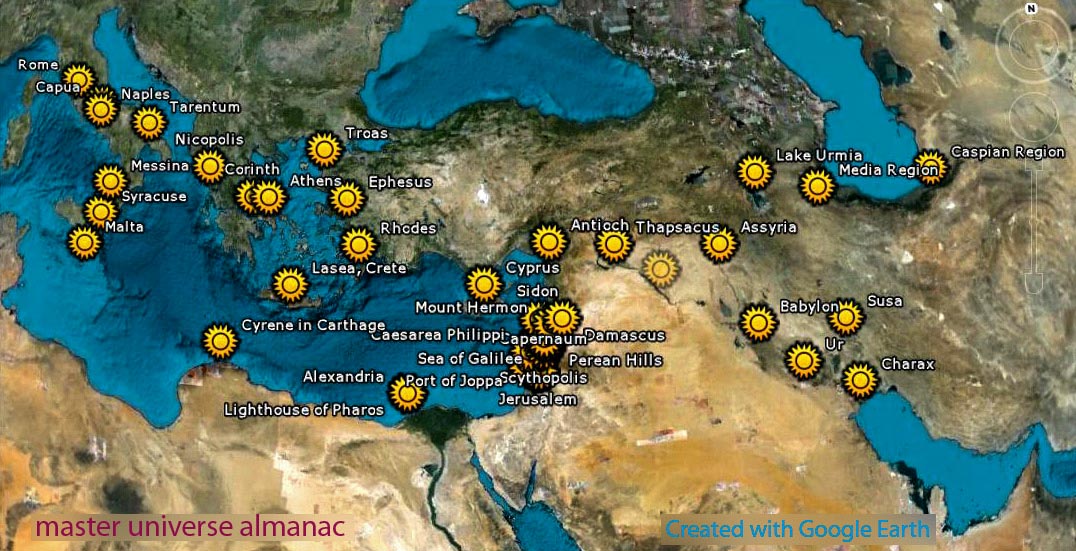 N
Rome
Capua
Naples
Tarentum
Nicopolis
Troas
Messina
Corinth
Athens
Ephesus
Syracuse
Malta
Rhodes
Lasea, Crete
Lake Urmia
Media Region
Caspian Region
Antioch
Thapsacus
Assyria
Cyprus
Sidon
Mount Hermon
Babylon
Susa
Cyrene in Carthage
Caesarea Philippi
Capernaum
Damascus
Ur
Sea of Galilee
Perean Hills
Charax
Alexandria
Port of Joppa
Scythopolis
Jerusalem
Lighthouse of Pharos
master universe almanac
Created with Google Earth